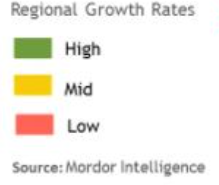 Regional Growth Rates
High
Mid
Low
Source: Mordor Intelligence